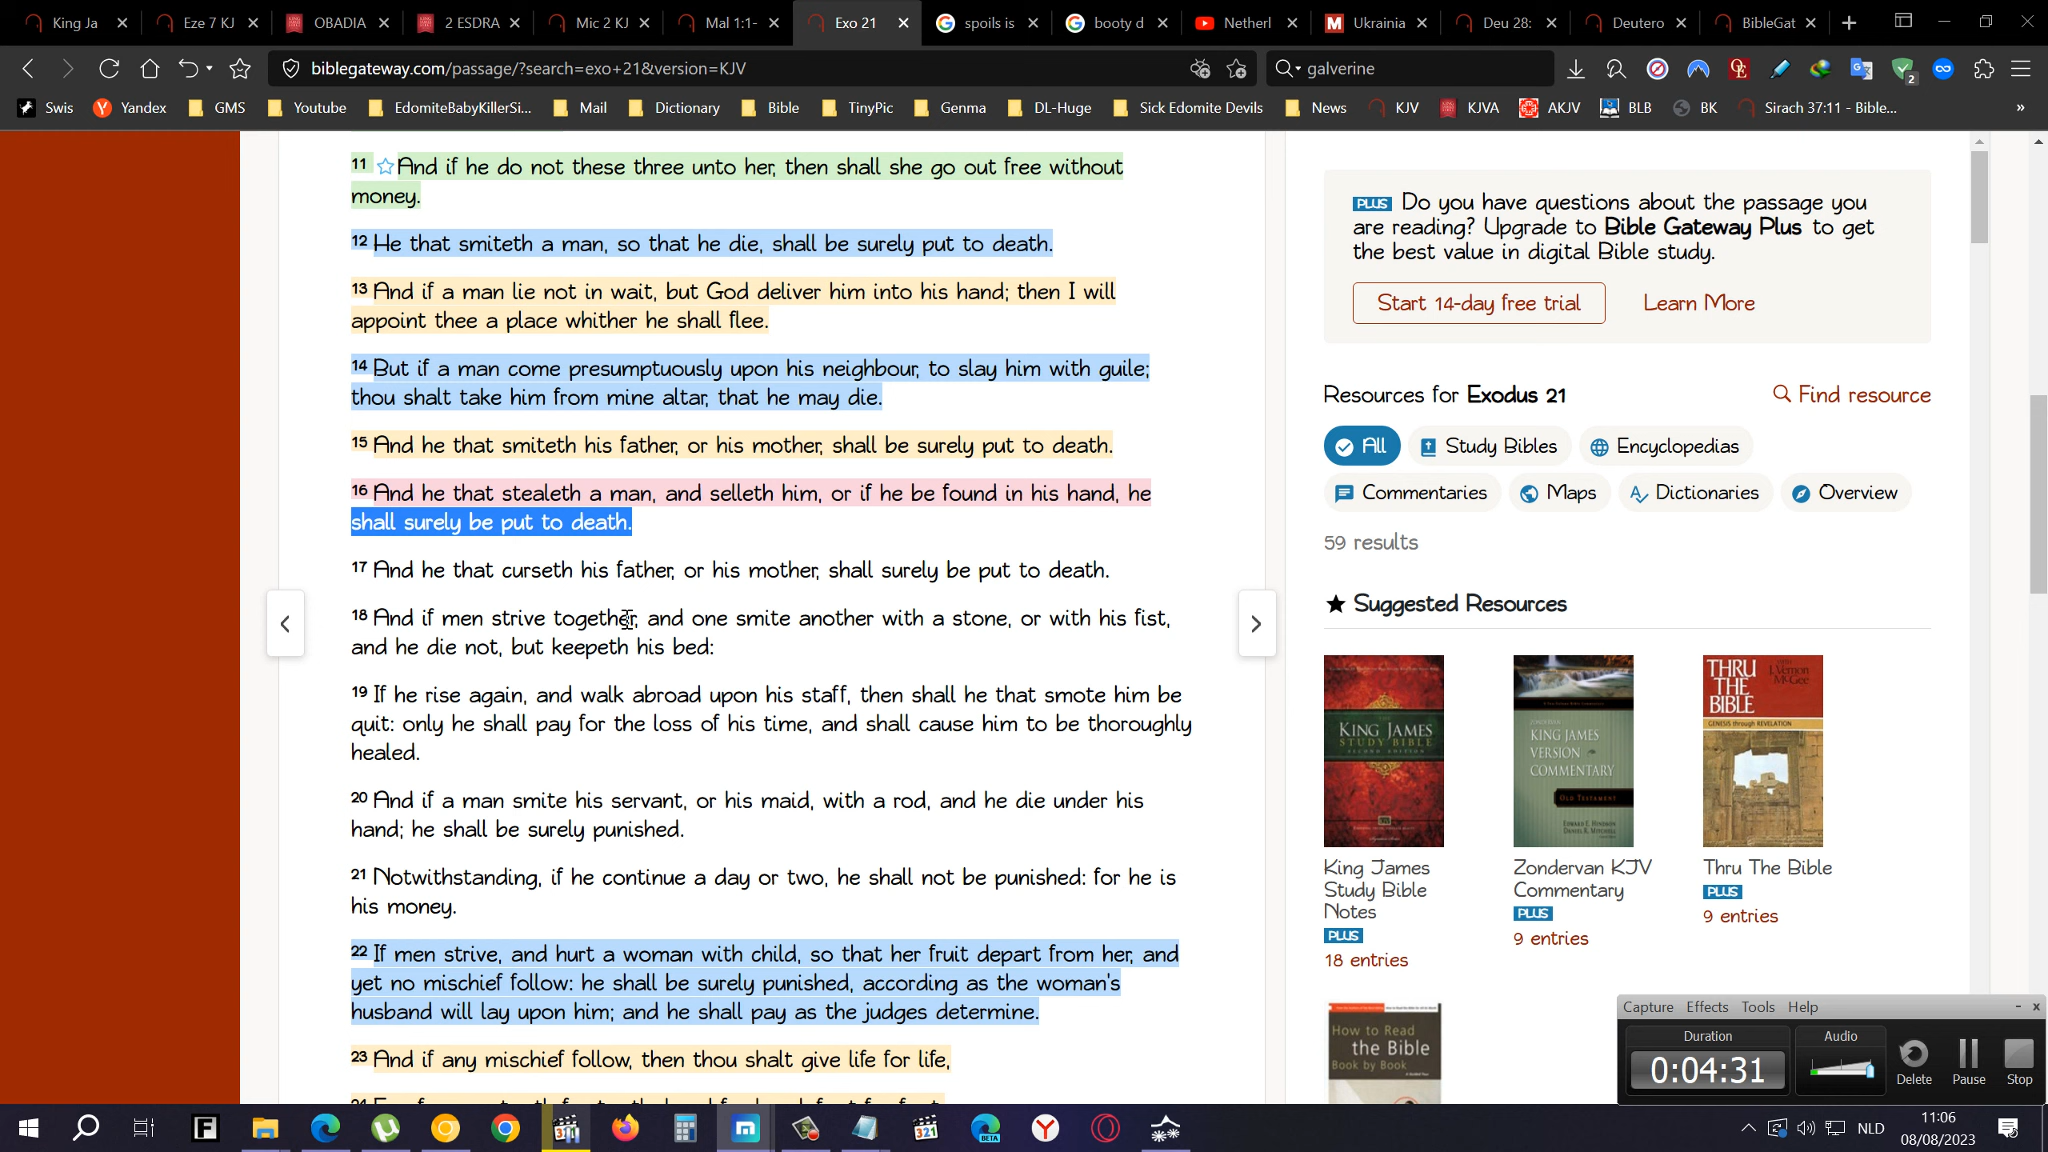 King Ja
Eze 7 KJ
OBADIA
2 ESDRA
Mic 2 KJ
Mal 1:1-
Exo 21
spoils is
booty d
Netherl
Ukrainia
Deu 28:
Deutero
BibleGat
biblegateway.com/passage/?search=exo+21&version=KJV
galverine
Swis
Yandex
GMS
Youtube
EdomiteBabyKillerSi...
Mail
Dictionary
Bible
TinyPic
Genma
DL-Huge
Sick Edomite Devils
News
KJV
KJVA
AKJV
BLB
BK
Sirach 37:11 - Bible...
11 And if he do not these three unto her, then shall she go out free without
money.
12 He that smiteth a man, so that he die, shall be surely put to death.
13 And if a man lie not in wait, but God deliver him into his hand; then I will
appoint thee a place whither he shall flee.
14 But if a man come presumptuously upon his neighbour, to slay him with guile;
thou shalt take him from mine altar, that he may die.
15 And he that smiteth his father, or his mother, shall be surely put to death.
16 And he that stealeth a man, and selleth him, or if he be found in his hand, he
shall surely be put to death.
17 And he that curseth his father, or his mother, shall surely be put to death.
18 And if men strive together, and one smite another with a stone, or with his fist,
and he die not, but keepeth his bed:
19 If he rise again, and walk abroad upon his staff, then shall he that smote him be
quit: only he shall pay for the loss of his time, and shall cause him to be thoroughly
healed.
20 And if a man smite his servant, or his maid, with a rod, and he die under his
hand; he shall be surely punished.
21 Notwithstanding, if he continue a day or two, he shall not be punished: for he is
his money.
22 If men strive, and hurt a woman with child, so that her fruit depart from her, and
yet no mischief follow: he shall be surely punished, according as the woman's
husband will lay upon him; and he shall pay as the judges determine.
23 And if any mischief follow, then thou shalt give life for life,
PLUS Do you have questions about the passage you
are reading? Upgrade to Bible Gateway Plus to get
the best value in digital Bible study.
Start 14-day free trial
Learn More
Resources for Exodus 21
Find resource
All
Study Bibles
Encyclopedias
Commentaries
Maps
Dictionaries
Overview
59 results
Suggested Resources
KING JAMES
STUDY BIBLE
SECOND EDITION
KING JAMES
VERSION
COMMENTARY
OLD TESTAMENT
THRU
THE
BIBLE
J. Vernon
McGee
GENESIS through REVELATION
King James
Study Bible
Notes
PLUS
18 entries
Zondervan KJV
Commentary
PLUS
9 entries
Thru The Bible
PLUS
9 entries
How to Read
the Bible
Book by Book
Capture
Effects
Tools
Help
Duration
Audio
0:04:31
Delete
Pause
Stop
321
BETA
NLD
11:06
08/08/2023
2